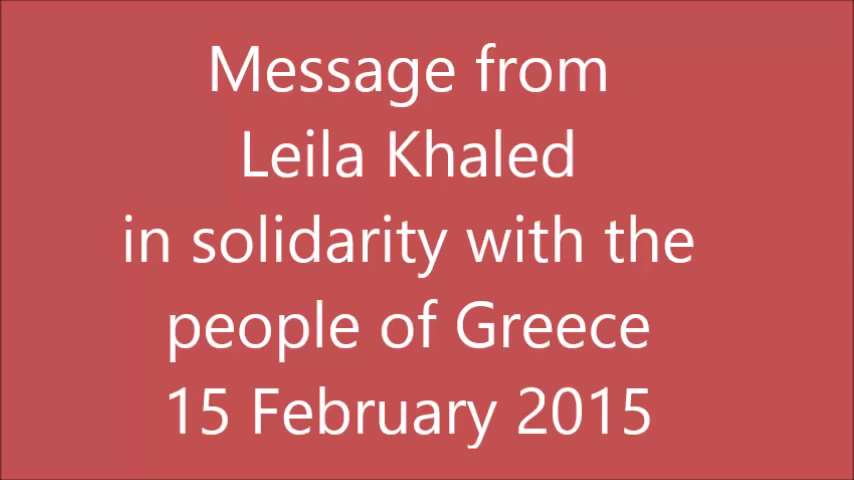 Message from
Leila Khaled
in solidarity with the
people of Greece
15 February 2015